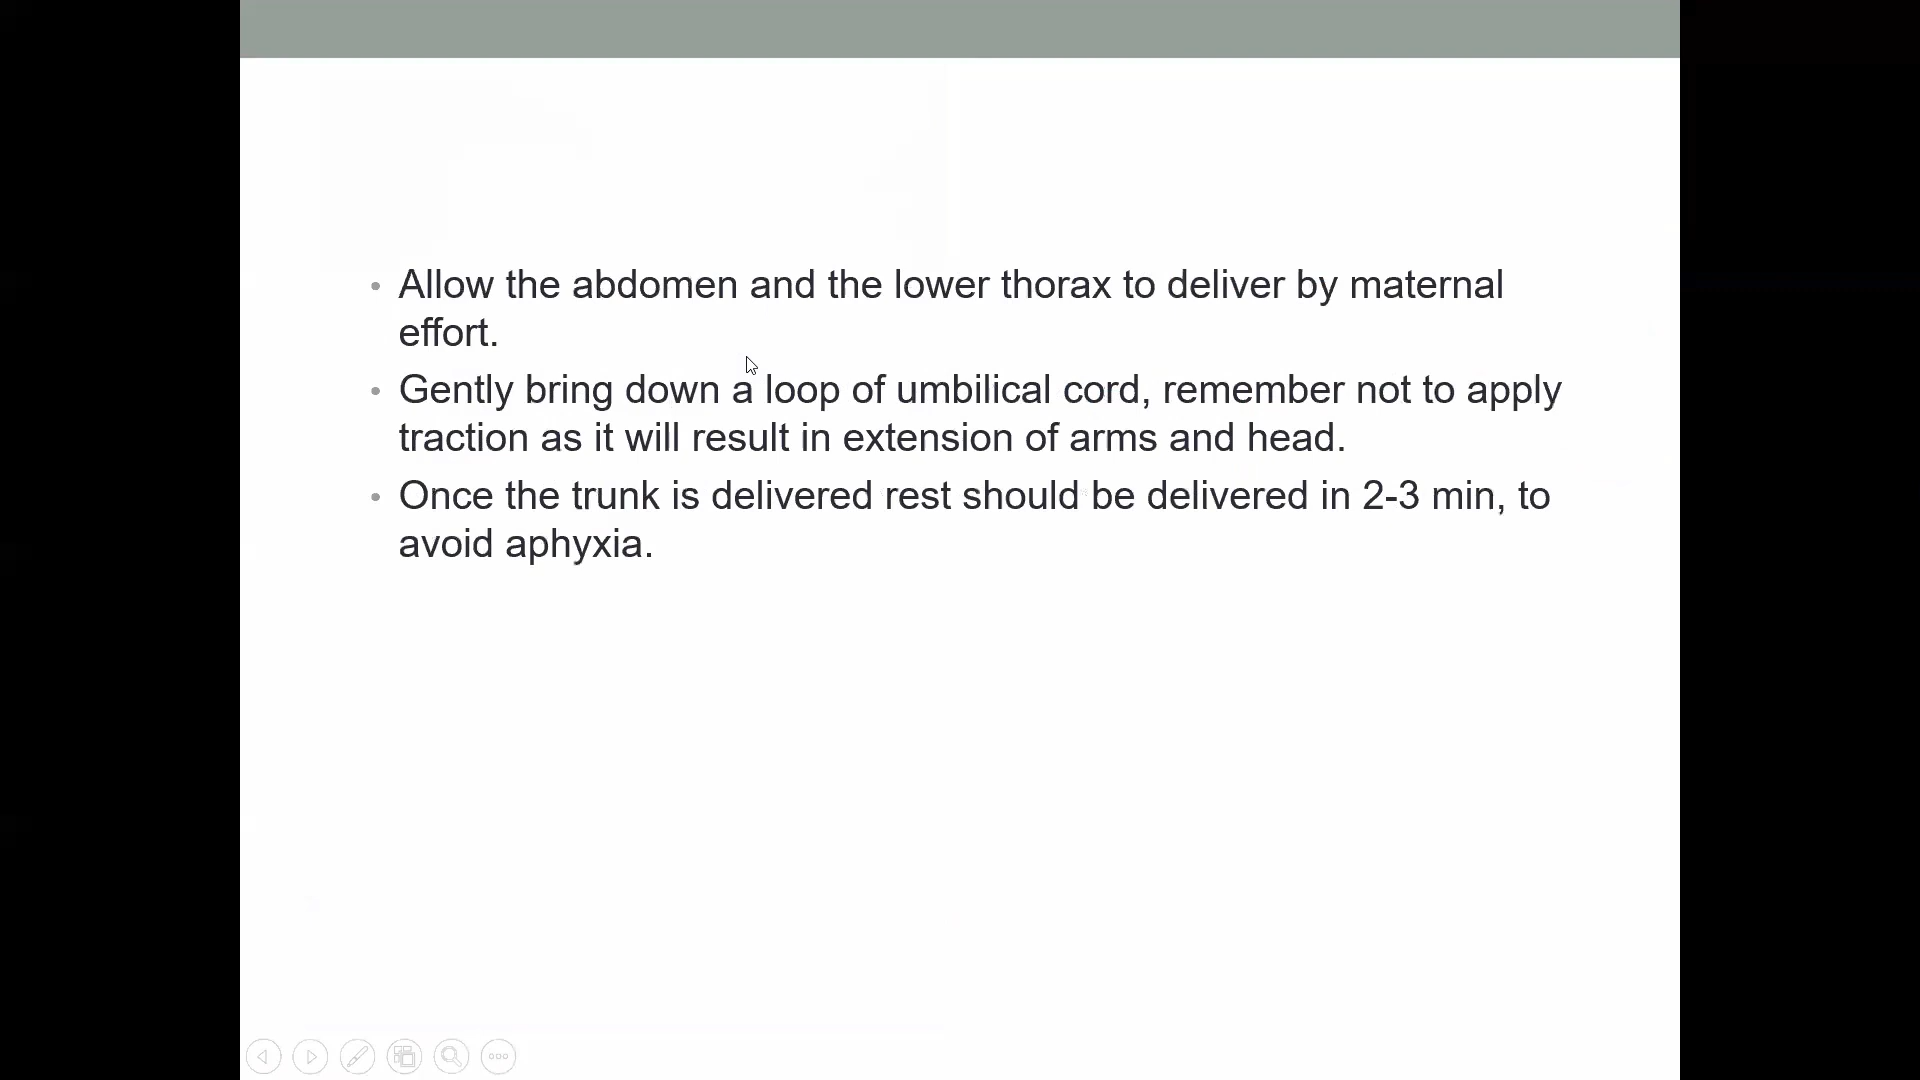 • Allow the abdomen and the lower thorax to deliver by maternal
effort.
• Gently bring down a loop of umbilical cord, remember not to apply
traction as it will result in extension of arms and head.
• Once the trunk is delivered rest should be delivered in 2-3 min, to
avoid aphyxia.